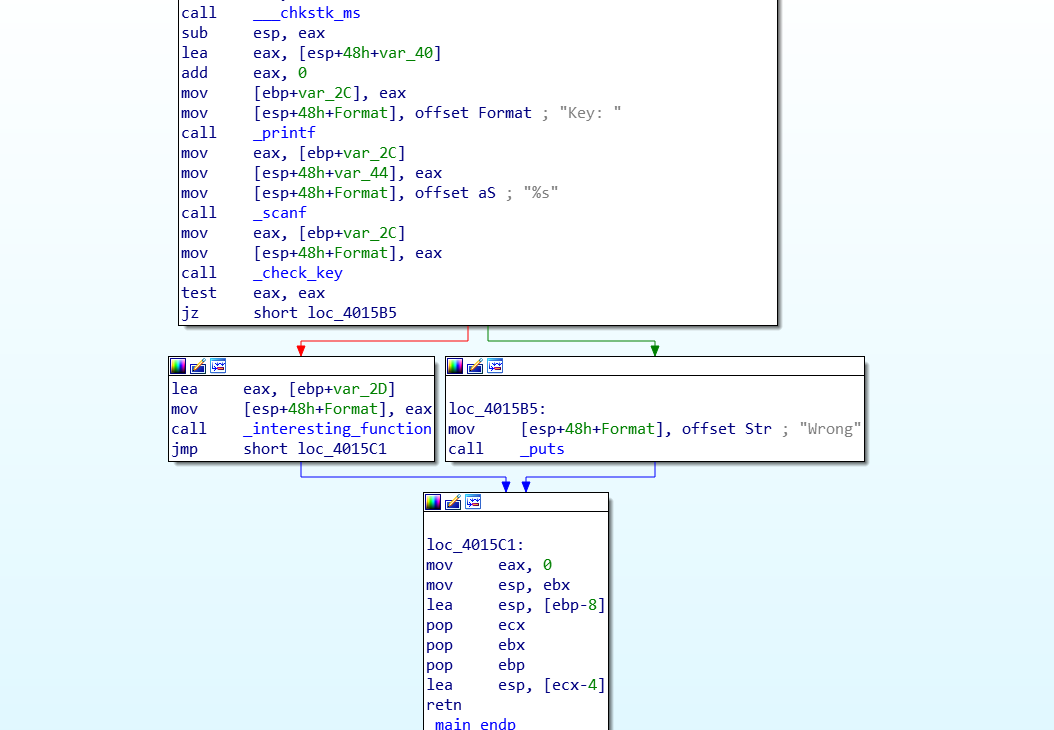 call ___chkstk_ms
sub esp, eax
lea eax, [esp+48h+var_40]
add eax, 0
mov [ebp+var_2C], eax
mov [esp+48h+Format], offset Format ; "Key: "
call _printf
mov eax, [ebp+var_2C]
mov [esp+48h+var_44], eax
mov [esp+48h+Format], offset aS ; "%s"
call _scanf
mov eax, [ebp+var_2C]
mov [esp+48h+Format], eax
call _check_key
test eax, eax
jz short loc_4015B5
lea eax, [ebp+var_2D]
mov [esp+48h+Format], eax
call _interesting_function
jmp short loc_4015C1
loc_4015B5:
mov [esp+48h+Format], offset Str ; "Wrong"
call _puts
loc_4015C1:
mov eax, 0
mov esp, ebx
lea esp, [ebp-8]
pop ecx
pop ebx
pop ebp
lea esp, [ecx-4]
retn
_main endp